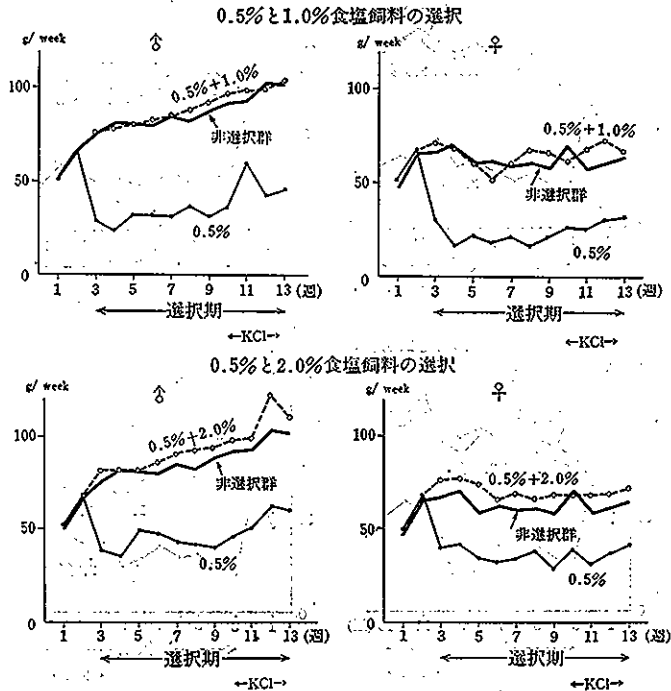 0.5%と1.0%食塩飼料の選択
g/ week
♂
100
50
0
0.5%+1.0%
非選択群
0.5%
1 3 5 7 9 11 13 (週)
選択期
←KCl→
g/ week
♀
100
50
0
0.5%+1.0%
非選択群
0.5%
1 3 5 7 9 11 13 (週)
選択期
←KCl→
0.5%と2.0%食塩飼料の選択
g/ week
♂
100
50
0
0.5%+2.0%
非選択群
0.5%
1 3 5 7 9 11 13 (週)
選択期
←KCl→
g/ week
♀
100
50
0
0.5%+2.0%
非選択群
0.5%
1 3 5 7 9 11 13 (週)
選択期
←KCl→